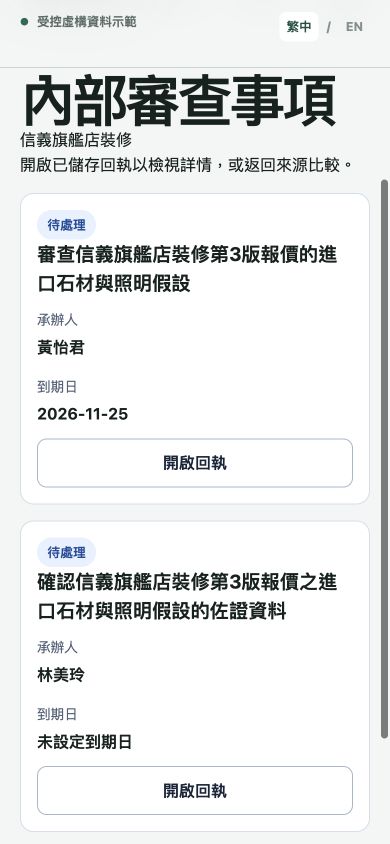 受控虛構資料示範
繁中 / EN
內部審查事項
信義旗艦店裝修
開啟已儲存回執以檢視詳情，或返回來源比較。
待處理
審查信義旗艦店裝修第3版報價的進
口石材與照明假設
承辦人
黃怡君
到期日
2026-11-25
開啟回執
待處理
確認信義旗艦店裝修第3版報價之進
口石材與照明假設的佐證資料
承辦人
林美玲
到期日
未設定到期日
開啟回執